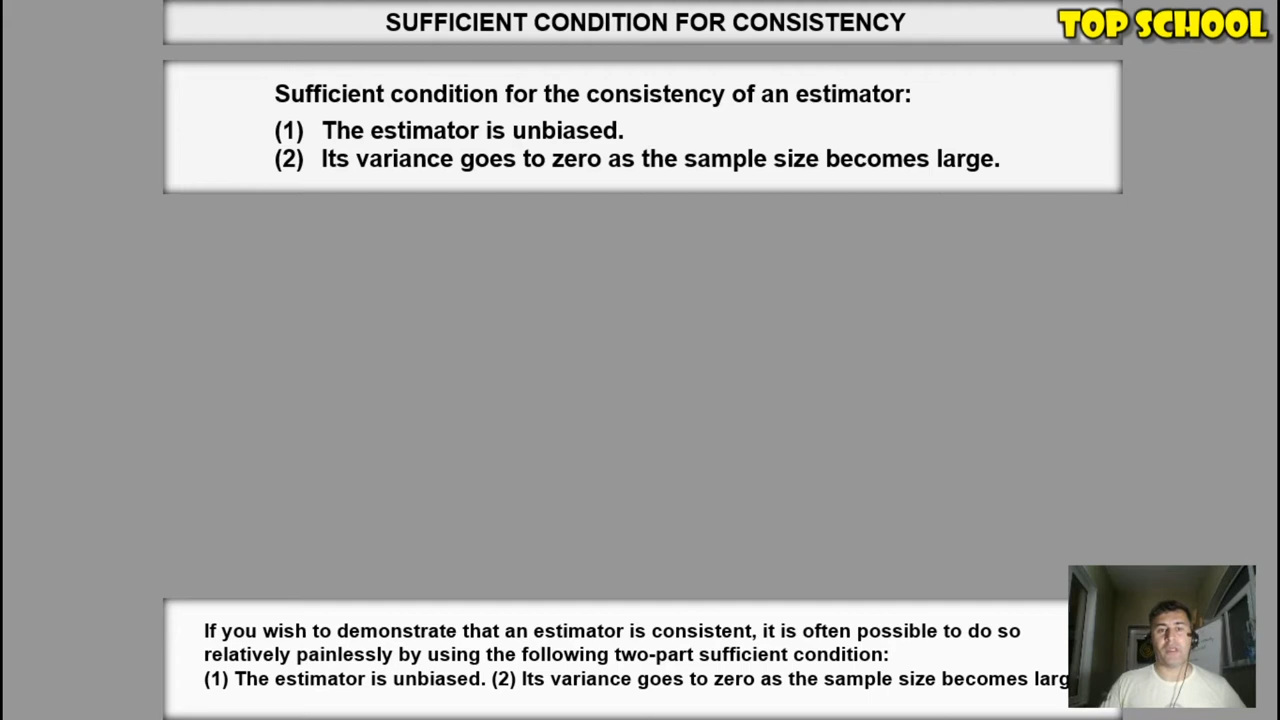 SUFFICIENT CONDITION FOR CONSISTENCY
TOP SCHOOL
Sufficient condition for the consistency of an estimator:
(1) The estimator is unbiased.
(2) Its variance goes to zero as the sample size becomes large.
If you wish to demonstrate that an estimator is consistent, it is often possible to do so
relatively painlessly by using the following two-part sufficient condition:
(1) The estimator is unbiased. (2) Its variance goes to zero as the sample size becomes larg